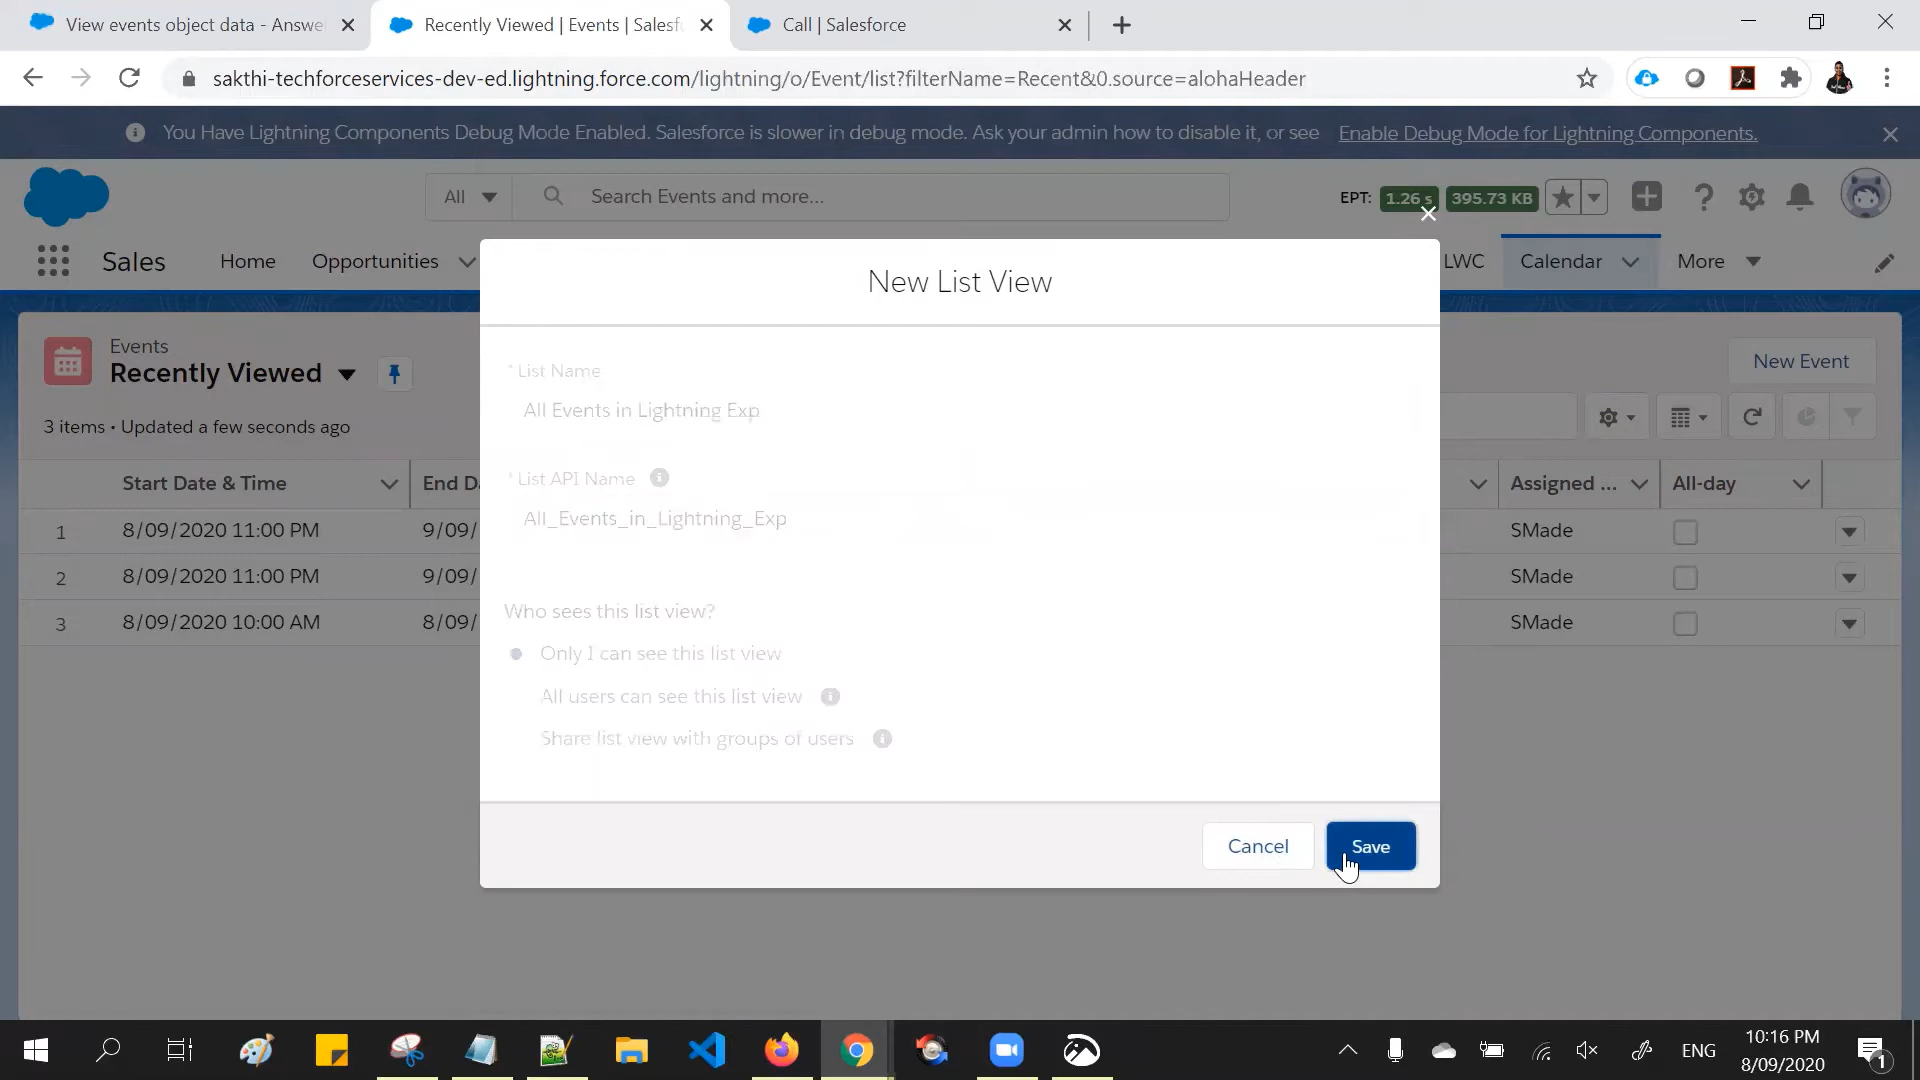 View events object data - Answe
Recently Viewed | Events | Salesf
Call | Salesforce
sakthi-techforceservices-dev-ed.lightning.force.com/lightning/o/Event/list?filterName=Recent&0.source=alohaHeader
You Have Lightning Components Debug Mode Enabled. Salesforce is slower in debug mode. Ask your admin how to disable it, or see Enable Debug Mode for Lightning Components.
All Search Events and more... EPT: 1.26 s 395.73 KB
Sales Home Opportunities LWC Calendar More
New List View
Events
Recently Viewed
New Event
3 items • Updated a few seconds ago
Start Date & Time End D Assigned ... All-day
1 8/09/2020 11:00 PM 9/09/ SMade
2 8/09/2020 11:00 PM 9/09/ SMade
3 8/09/2020 10:00 AM 8/09/ SMade
* List Name
All Events in Lightning Exp
* List API Name
All_Events_in_Lightning_Exp
Who sees this list view?
Only I can see this list view
All users can see this list view
Share list view with groups of users
Cancel Save
ENG
10:16 PM
8/09/2020
1